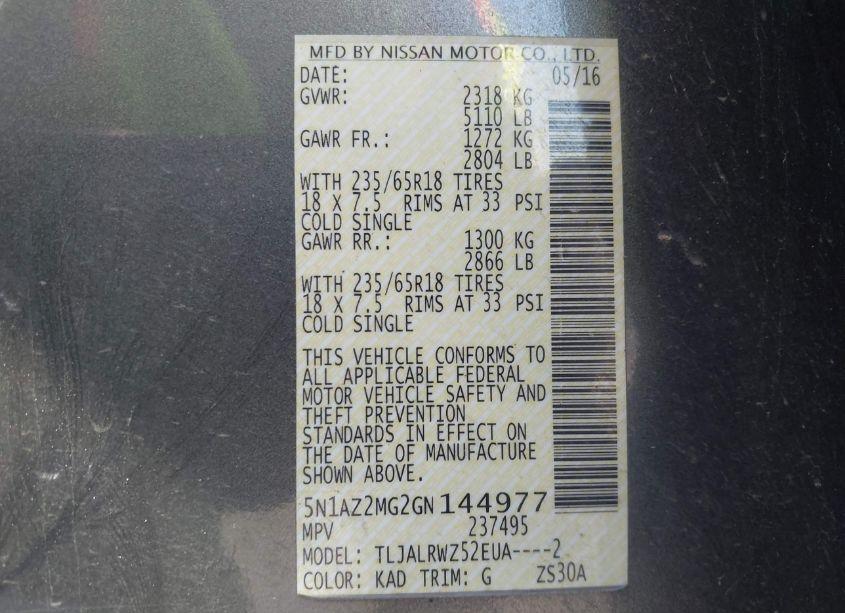 MFD BY NISSAN MOTOR CO., LTD.
DATE: 05/16
GVWR: 2318 KG
5110 LB
GAWR FR.: 1272 KG
2804 LB
WITH 235/65R18 TIRES
18 X 7.5 RIMS AT 33 PSI
COLD SINGLE
GAWR RR.: 1300 KG
2866 LB
WITH 235/65R18 TIRES
18 X 7.5 RIMS AT 33 PSI
COLD SINGLE
THIS VEHICLE CONFORMS TO
ALL APPLICABLE FEDERAL
MOTOR VEHICLE SAFETY AND
THEFT PREVENTION
STANDARDS IN EFFECT ON
THE DATE OF MANUFACTURE
SHOWN ABOVE.
5N1AZ2MG2GN144977
MPV 237495
MODEL: TLJALRWZ52EUA----2
COLOR: KAD TRIM: G ZS30A